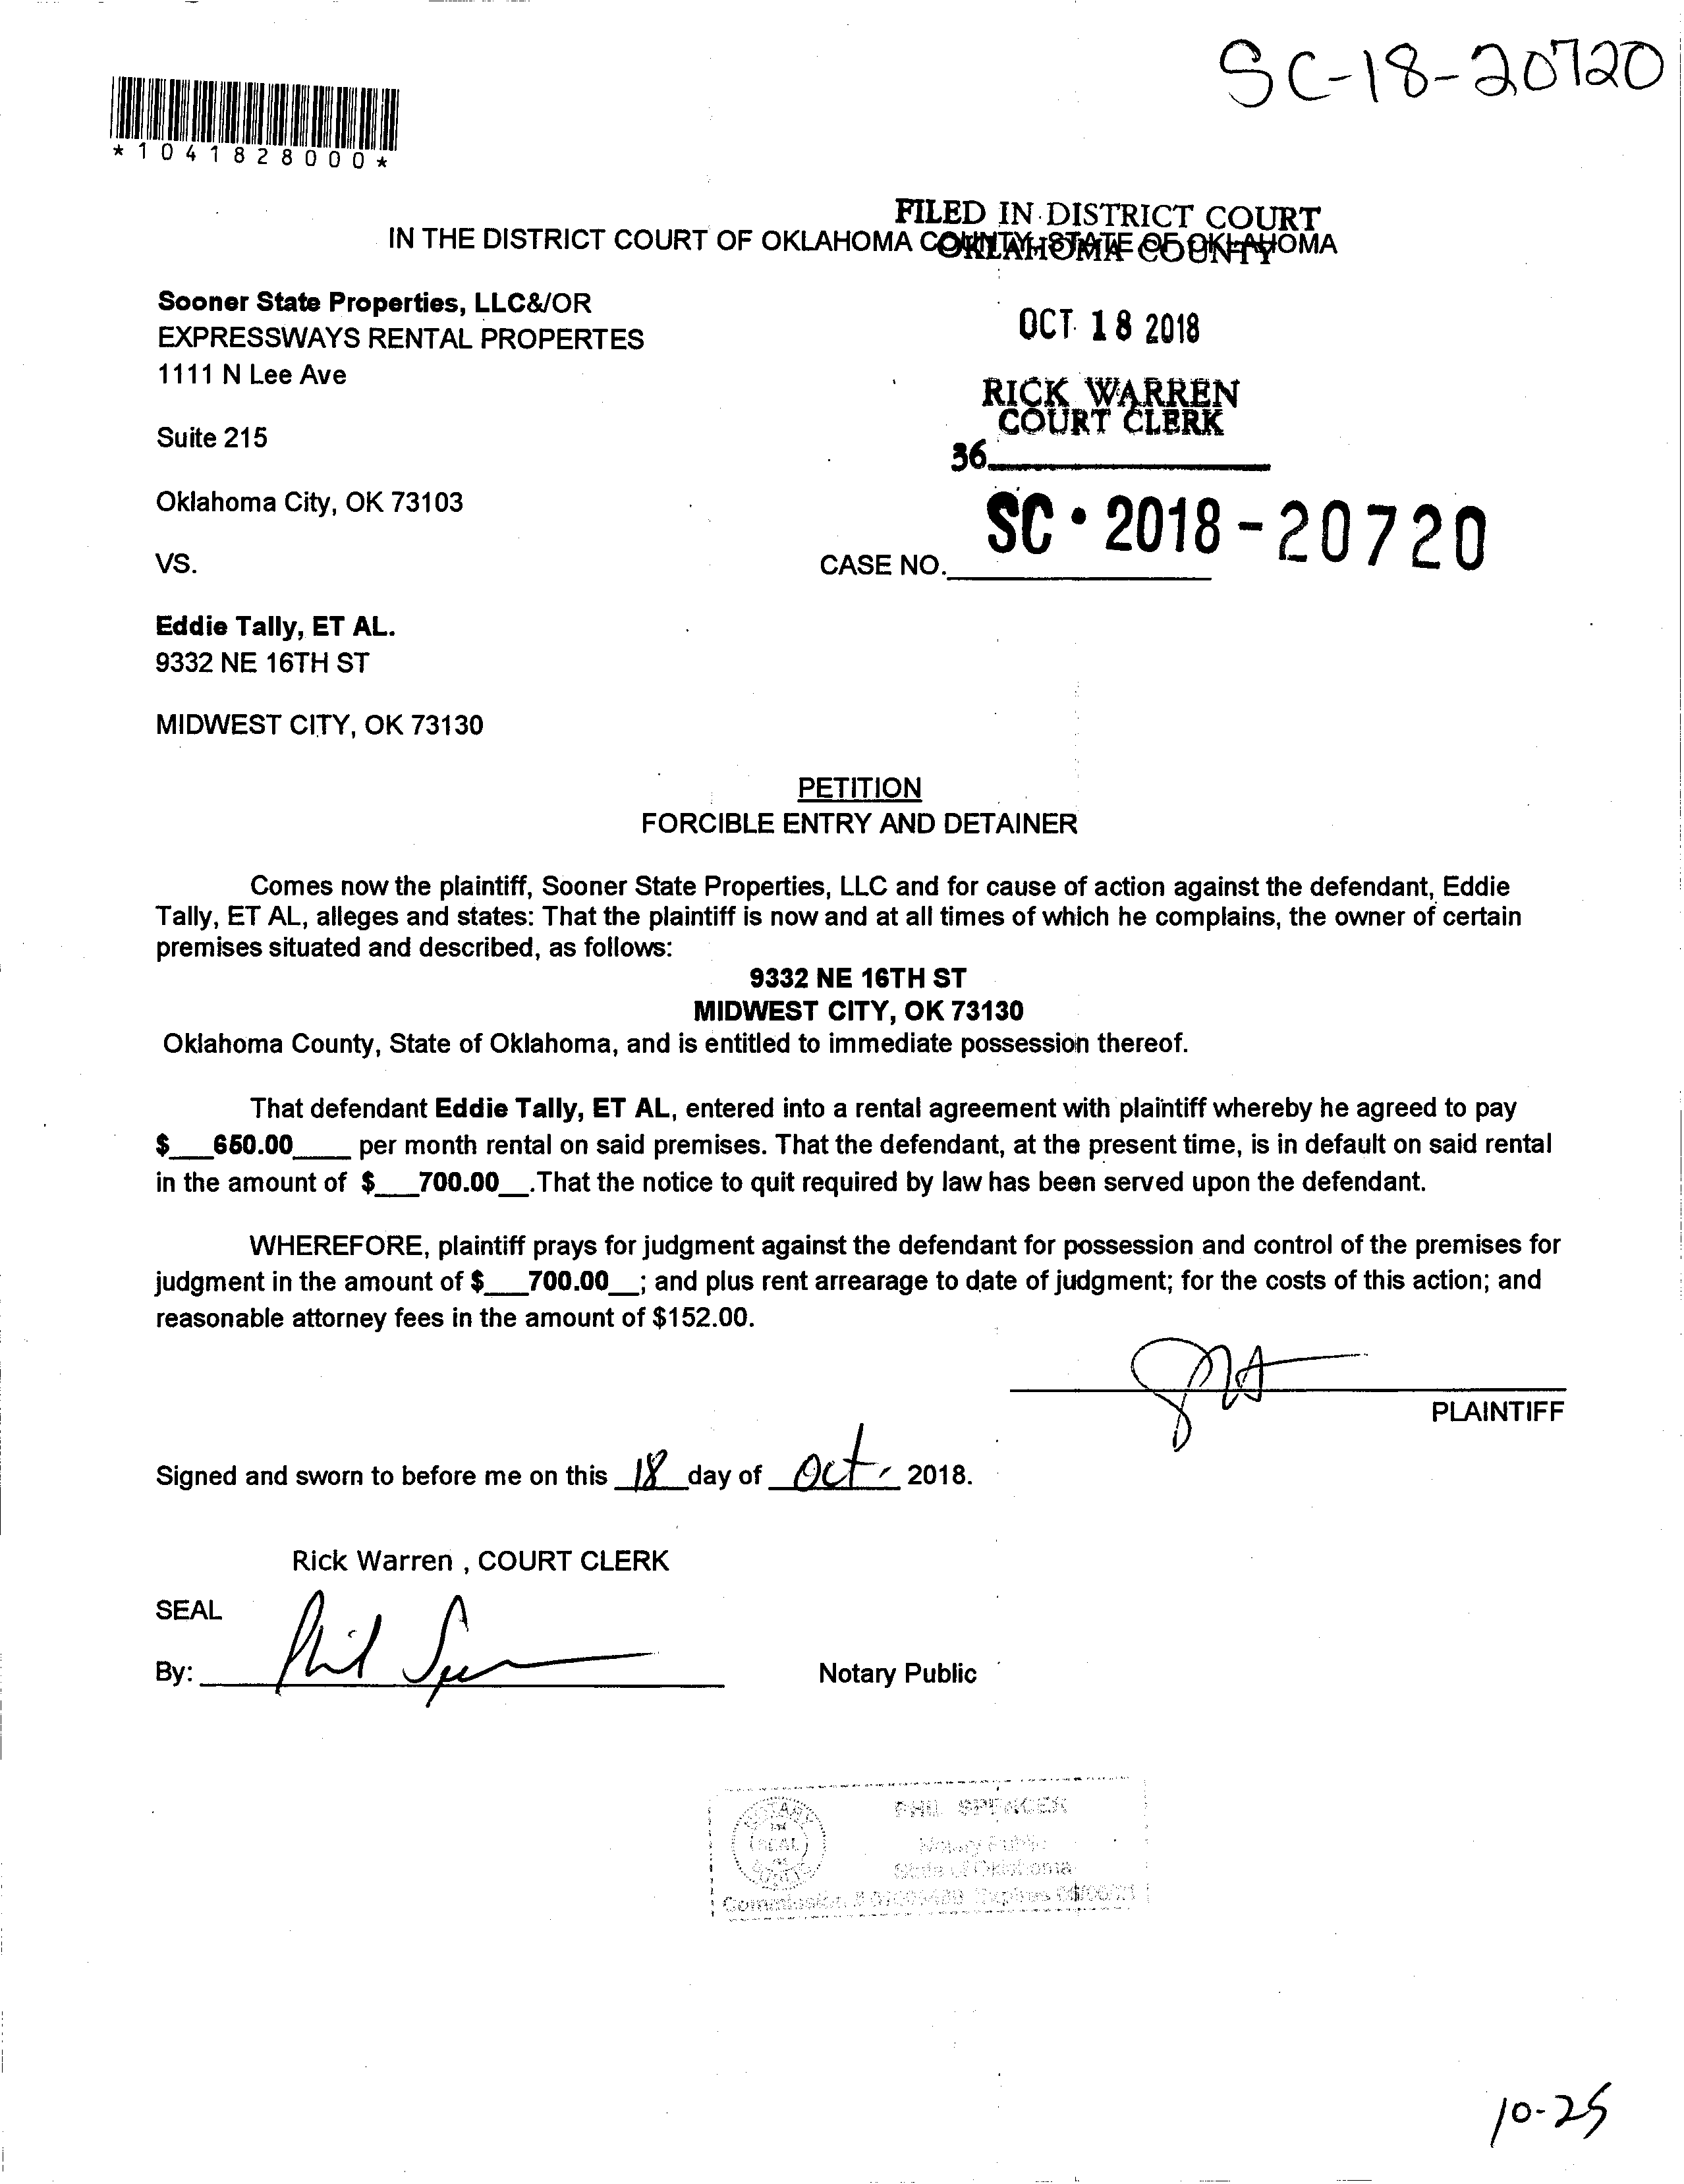 SC-18-20720
*1041828000*
FILED IN DISTRICT COURT
OKLAHOMA COUNTY
IN THE DISTRICT COURT OF OKLAHOMA COUNTY, STATE OF OKLAHOMA
Sooner State Properties, LLC&/OR
EXPRESSWAYS RENTAL PROPERTES
1111 N Lee Ave
OCT 18 2018
RICK WARREN
COURT CLERK
Suite 215
36
Oklahoma City, OK 73103
VS.
CASE NO. SC • 2018 - 20720
Eddie Tally, ET AL.
9332 NE 16TH ST
MIDWEST CITY, OK 73130
PETITION
FORCIBLE ENTRY AND DETAINER
Comes now the plaintiff, Sooner State Properties, LLC and for cause of action against the defendant, Eddie
Tally, ET AL, alleges and states: That the plaintiff is now and at all times of which he complains, the owner of certain
premises situated and described, as follows:
9332 NE 16TH ST
MIDWEST CITY, OK 73130
Oklahoma County, State of Oklahoma, and is entitled to immediate possession thereof.
That defendant Eddie Tally, ET AL, entered into a rental agreement with plaintiff whereby he agreed to pay
$___650.00____ per month rental on said premises. That the defendant, at the present time, is in default on said rental
in the amount of $___700.00__.That the notice to quit required by law has been served upon the defendant.
WHEREFORE, plaintiff prays for judgment against the defendant for possession and control of the premises for
judgment in the amount of $___700.00__; and plus rent arrearage to date of judgment; for the costs of this action; and
reasonable attorney fees in the amount of $152.00.
PLAINTIFF
Signed and sworn to before me on this 18 day of Oct. 2018.
Rick Warren , COURT CLERK
SEAL
By: Phil Spencer
Notary Public
PHIL SPENCER
Notary Public
State of Oklahoma
Commission # Expires
10-25